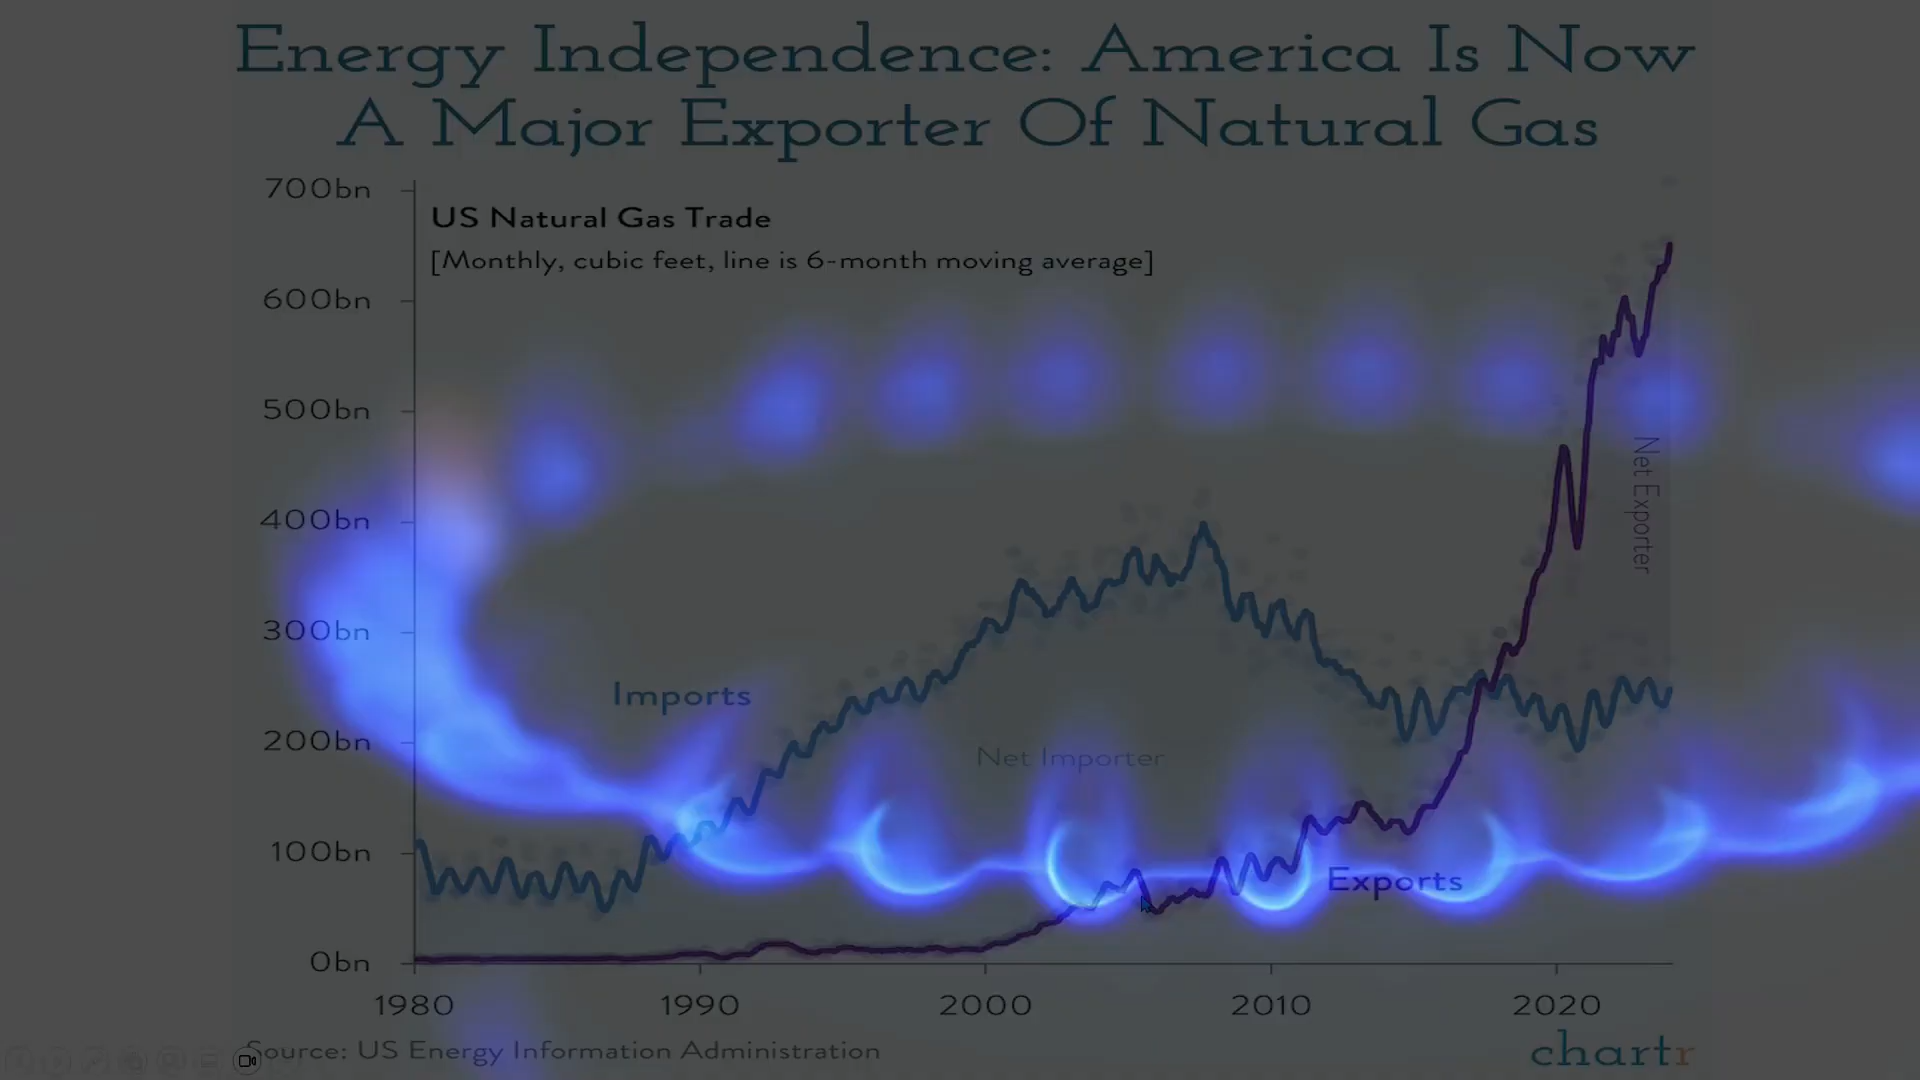 Energy Independence: America Is Now
A Major Exporter Of Natural Gas
700bn
US Natural Gas Trade
[Monthly, cubic feet, line is 6-month moving average]
600bn
500bn
Net Exporter
400bn
300bn
Imports
200bn
Net Importer
100bn
Exports
0bn
1980
1990
2000
2010
2020
Source: US Energy Information Administration
chartr